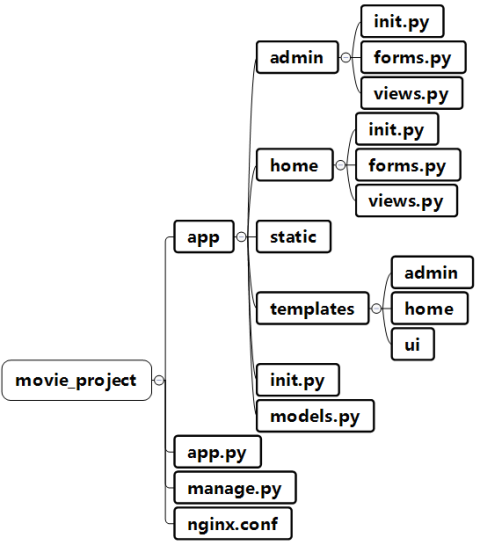 movie_project
app
admin
init.py
forms.py
views.py
home
init.py
forms.py
views.py
static
templates
admin
home
ui
init.py
models.py
app.py
manage.py
nginx.conf